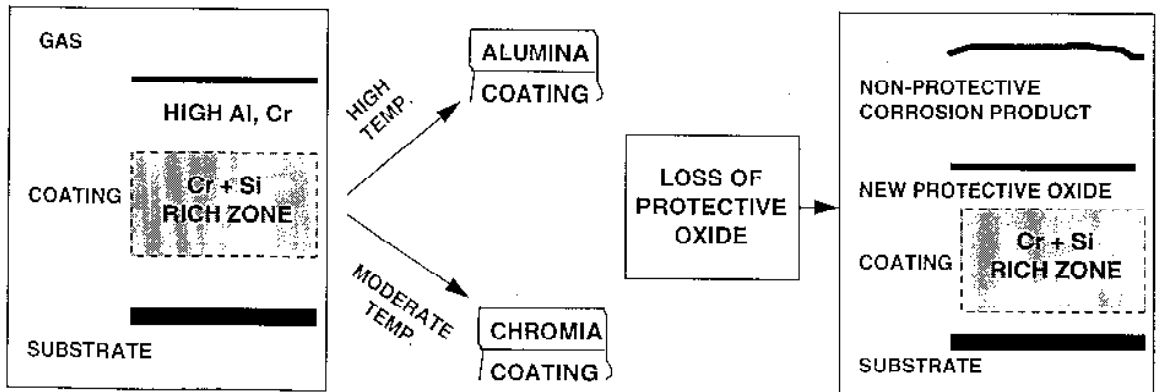 GAS
HIGH Al, Cr
COATING
Cr + Si
RICH ZONE
SUBSTRATE
HIGH
TEMP.
MODERATE
TEMP.
ALUMINA
COATING
CHROMIA
COATING
LOSS OF
PROTECTIVE
OXIDE
NON-PROTECTIVE
CORROSION PRODUCT
NEW PROTECTIVE OXIDE
Cr + Si
RICH ZONE
COATING
SUBSTRATE